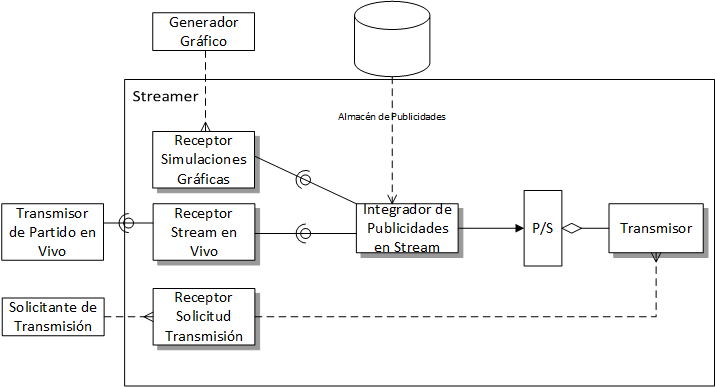 Generador
Gráfico
Almacén de Publicidades
Streamer
Receptor
Simulaciones
Gráficas
Transmisor
de Partido en
Vivo
Receptor
Stream en
Vivo
Integrador de
Publicidades
en Stream
P/S
Transmisor
Solicitante de
Transmisión
Receptor
Solicitud
Transmisión